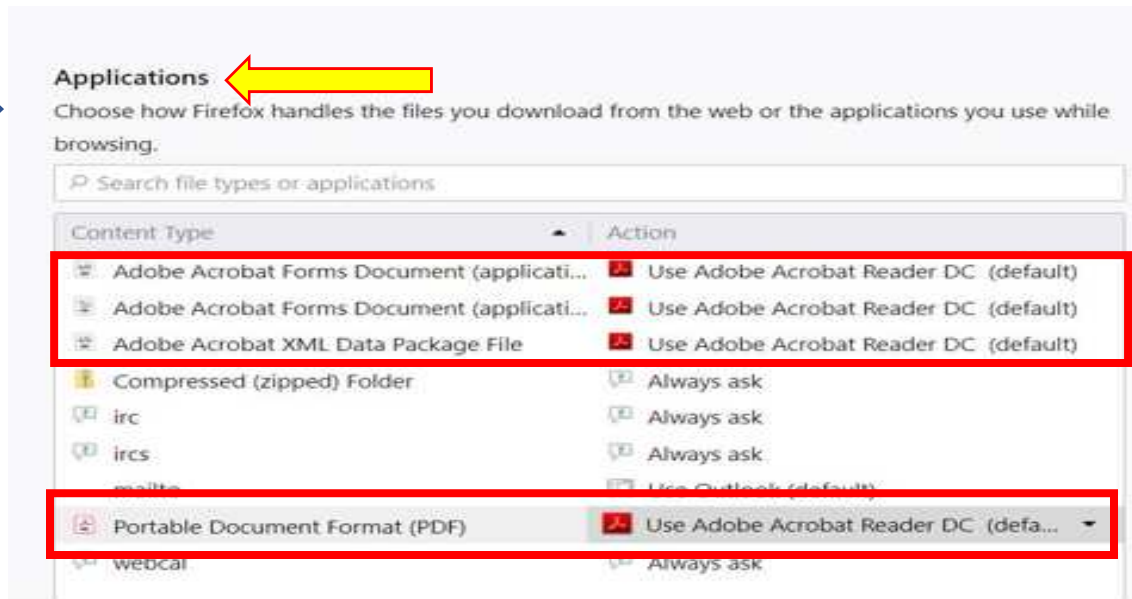 Applications
Choose how Firefox handles the files you download from the web or the applications you use while
browsing.
Search file types or applications
Content Type Action
Adobe Acrobat Forms Document (applicati... Use Adobe Acrobat Reader DC (default)
Adobe Acrobat Forms Document (applicati... Use Adobe Acrobat Reader DC (default)
Adobe Acrobat XML Data Package File Use Adobe Acrobat Reader DC (default)
Compressed (zipped) Folder Always ask
irc Always ask
ircs Always ask
mailto Use Outlook (default)
Portable Document Format (PDF) Use Adobe Acrobat Reader DC (defa...
webcal Always ask